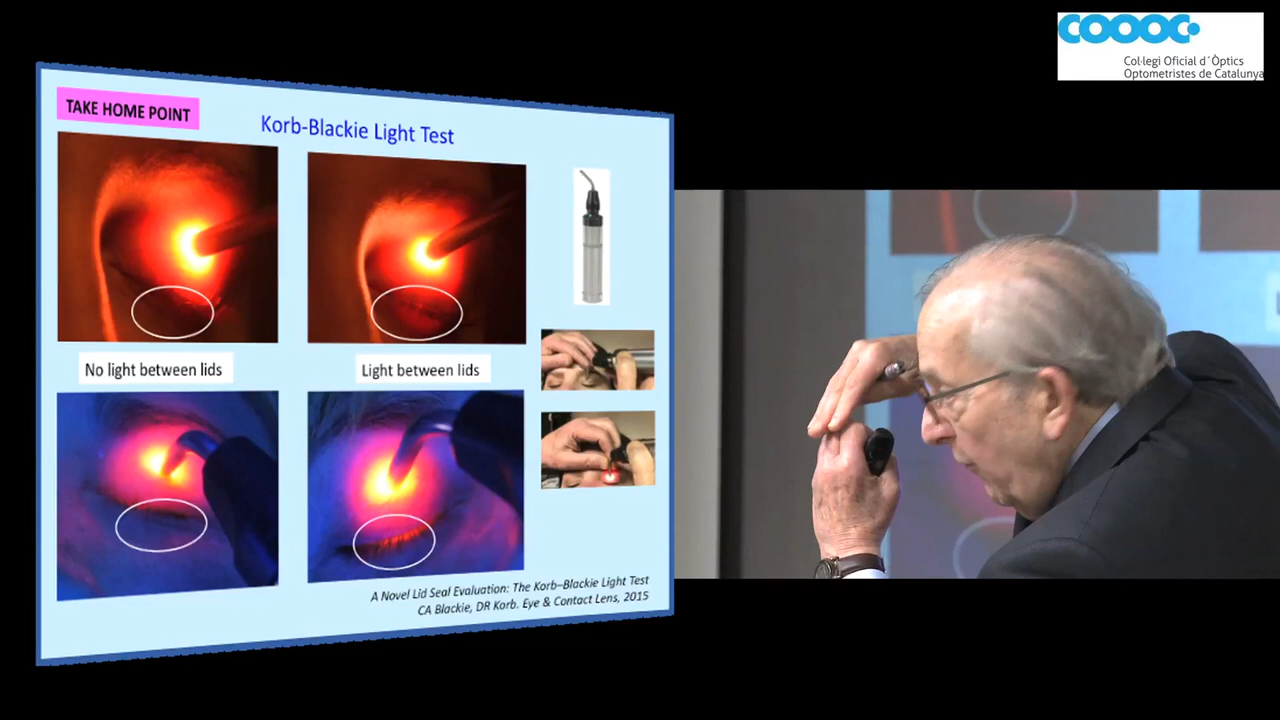 COOOC
Col·legi Oficial d´Òptics
Optometristes de Catalunya
TAKE HOME POINT
Korb-Blackie Light Test
No light between lids
Light between lids
A Novel Lid Seal Evaluation: The Korb–Blackie Light Test
CA Blackie, DR Korb. Eye & Contact Lens, 2015